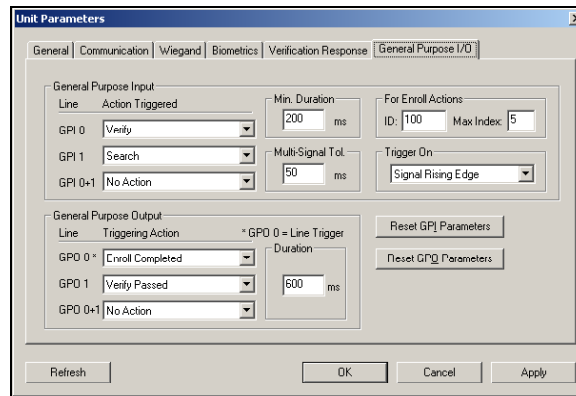 Unit Parameters
General Communication Wiegand Biometrics Verification Response General Purpose I/O
General Purpose Input
Line Action Triggered
GPI 0 Verify
GPI 1 Search
GPI 0+1 No Action
Min. Duration
200 ms
Multi-Signal Tol.
50 ms
For Enroll Actions
ID: 100 Max Index: 5
Trigger On
Signal Rising Edge
General Purpose Output
Line Triggering Action * GPO 0 = Line Trigger
GPO 0 * Enroll Completed
GPO 1 Verify Passed
GPO 0+1 No Action
Duration
600 ms
Reset GPI Parameters
Reset GPO Parameters
Refresh OK Cancel Apply